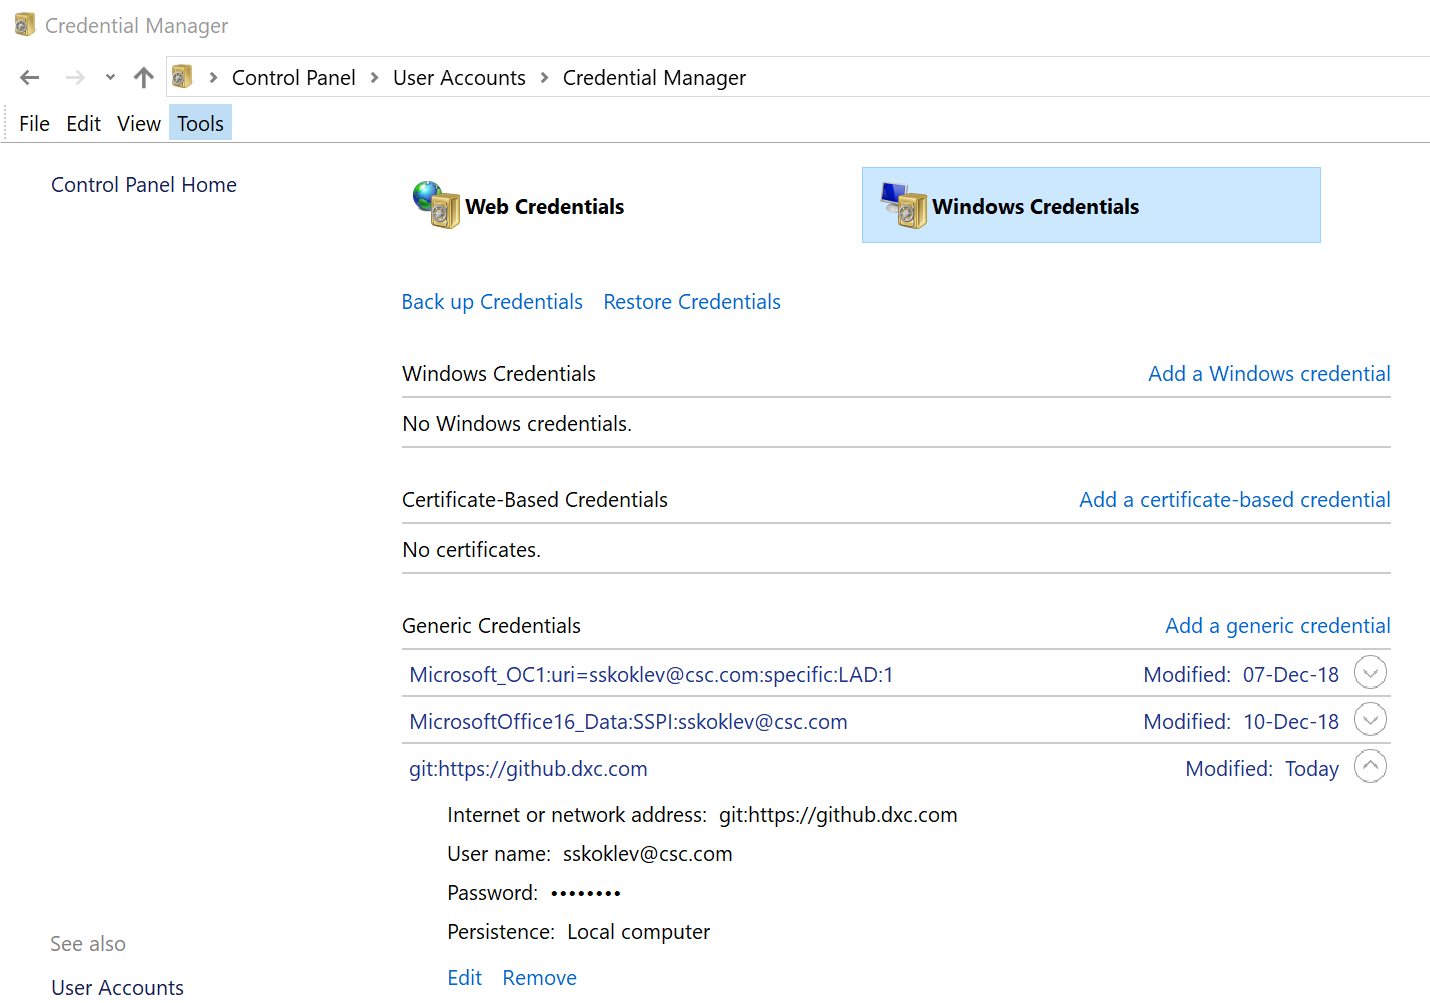 Credential Manager
Control Panel > User Accounts > Credential Manager
File Edit View Tools
Control Panel Home
Web Credentials
Windows Credentials
Back up Credentials Restore Credentials
Windows Credentials Add a Windows credential
No Windows credentials.
Certificate-Based Credentials Add a certificate-based credential
No certificates.
Generic Credentials Add a generic credential
Microsoft_OC1:uri=sskoklev@csc.com:specific:LAD:1 Modified: 07-Dec-18
MicrosoftOffice16_Data:SSPI:sskoklev@csc.com Modified: 10-Dec-18
git:https://github.dxc.com Modified: Today
Internet or network address: git:https://github.dxc.com
User name: sskoklev@csc.com
Password: ••••••••
Persistence: Local computer
Edit Remove
See also
User Accounts